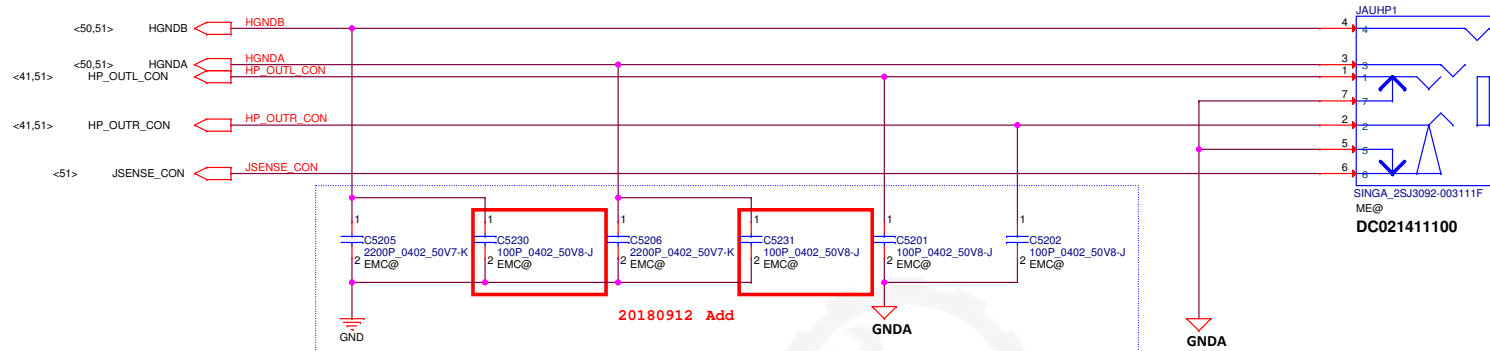 JAUHP1
<50,51> HGNDB HGNDB 4 4
<50,51> HGNDA HGNDA 3 3
<41,51> HP_OUTL_CON HP_OUTL_CON 1 1
7 7
<41,51> HP_OUTR_CON HP_OUTR_CON 2 2
5 5
<51> JSENSE_CON JSENSE_CON 6 6
SINGA_2SJ3092-003111F
ME@
DC021411100
1 1 1 1 1 1
C5205 C5230 C5206 C5231 C5201 C5202
2200P_0402_50V7-K 100P_0402_50V8-J 2200P_0402_50V7-K 100P_0402_50V8-J 100P_0402_50V8-J 100P_0402_50V8-J
2 EMC@ 2 EMC@ 2 EMC@ 2 EMC@ 2 EMC@ 2 EMC@
20180912 Add
GND GNDA GNDA